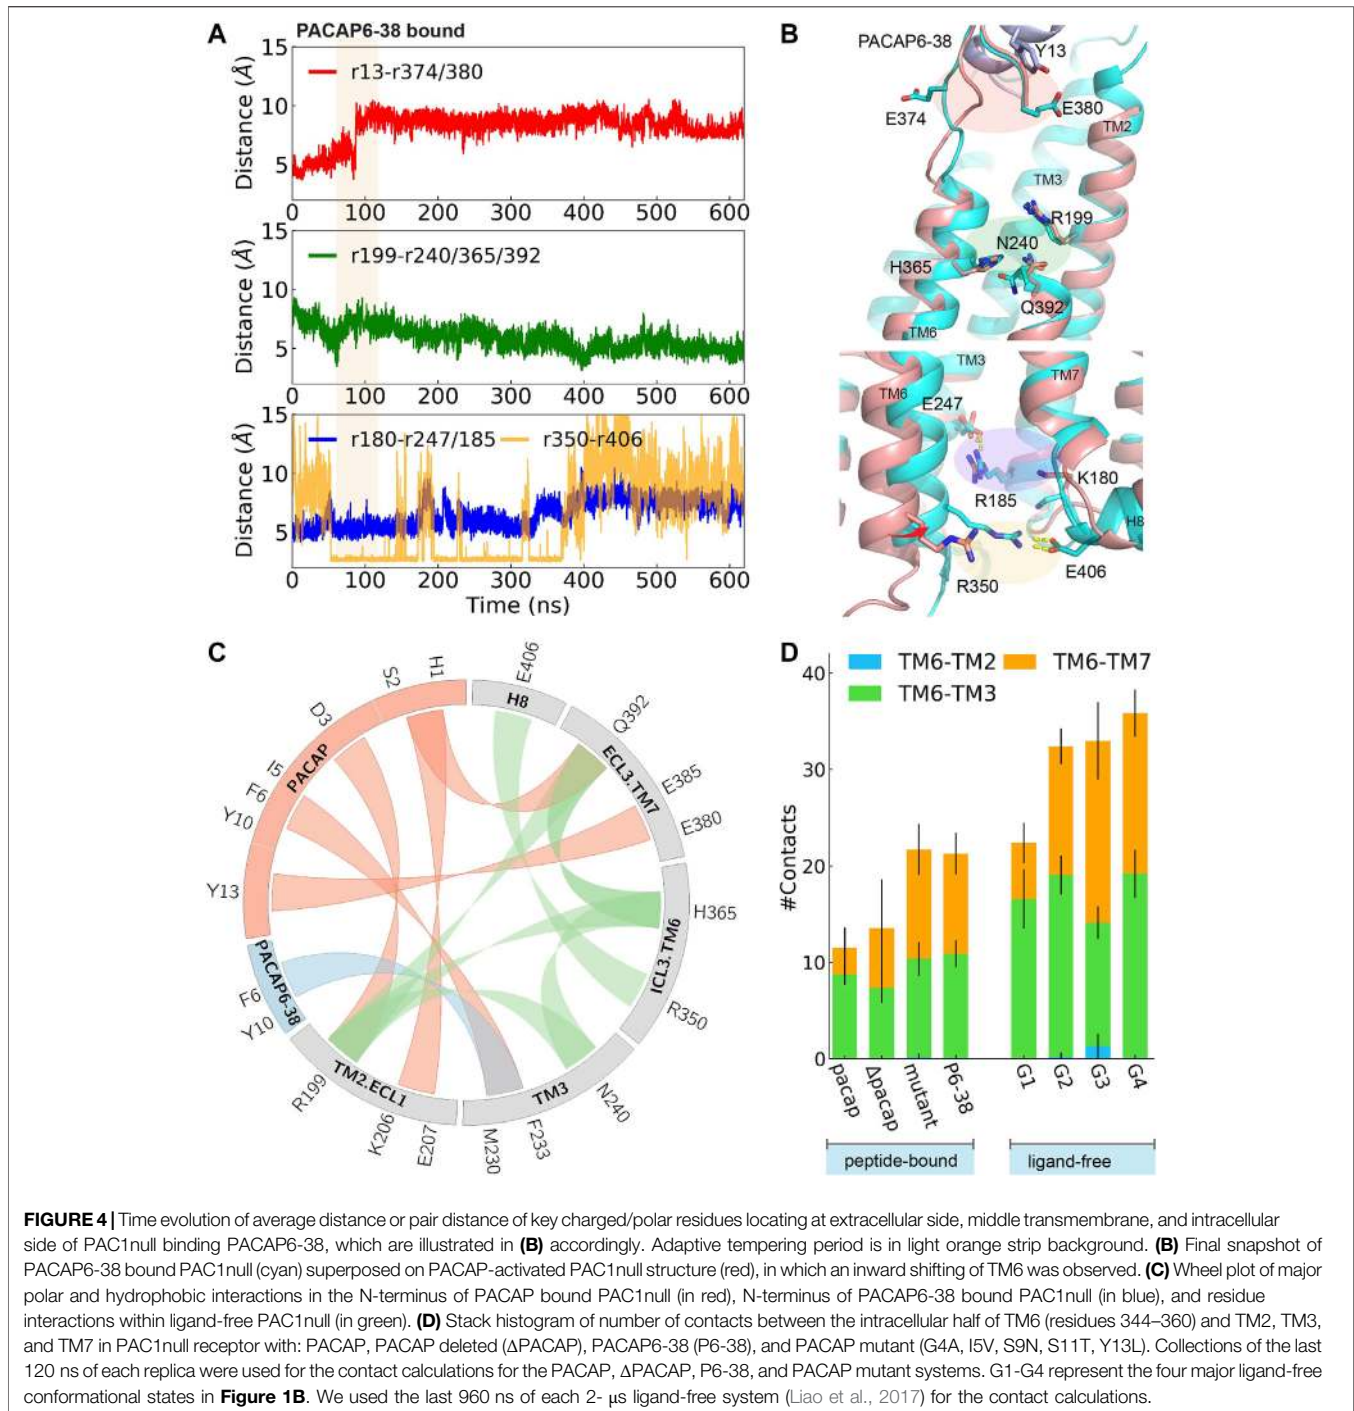 A
PACAP6-38 bound
Distance (Å)
15
10
5
r13-r374/380
0 100 200 300 400 500 600
Distance (Å)
15
10
5
r199-r240/365/392
0 100 200 300 400 500 600
Distance (Å)
15
10
5
r180-r247/185 r350-r406
0 100 200 300 400 500 600
Time (ns)
B
PACAP6-38
Y13
E374
E380
TM2
TM3
R199
N240
H365
Q392
TM6
TM3
TM7
TM6
E247
K180
R185
H8
R350
E406
C
H1
S2
D3
I5
F6
Y10
Y13
PACAP
F6
Y10
PACAP6-38
R199
K206
E207
TM2.ECL1
M230
F233
N240
TM3
R350
H365
ICL3.TM6
E380
E385
Q392
ECL3.TM7
E406
H8
D
TM6-TM2 TM6-TM7
TM6-TM3
#Contacts
40
30
20
10
0
pacap Δpacap mutant P6-38 G1 G2 G3 G4
peptide-bound ligand-free
FIGURE 4 | Time evolution of average distance or pair distance of key charged/polar residues locating at extracellular side, middle transmembrane, and intracellular
side of PAC1null binding PACAP6-38, which are illustrated in (B) accordingly. Adaptive tempering period is in light orange strip background. (B) Final snapshot of
PACAP6-38 bound PAC1null (cyan) superposed on PACAP-activated PAC1null structure (red), in which an inward shifting of TM6 was observed. (C) Wheel plot of major
polar and hydrophobic interactions in the N-terminus of PACAP bound PAC1null (in red), N-terminus of PACAP6-38 bound PAC1null (in blue), and residue
interactions within ligand-free PAC1null (in green). (D) Stack histogram of number of contacts between the intracellular half of TM6 (residues 344–360) and TM2, TM3,
and TM7 in PAC1null receptor with: PACAP, PACAP deleted (ΔPACAP), PACAP6-38 (P6-38), and PACAP mutant (G4A, I5V, S9N, S11T, Y13L). Collections of the last
120 ns of each replica were used for the contact calculations for the PACAP, ΔPACAP, P6-38, and PACAP mutant systems. G1-G4 represent the four major ligand-free
conformational states in Figure 1B. We used the last 960 ns of each 2- μs ligand-free system (Liao et al., 2017) for the contact calculations.